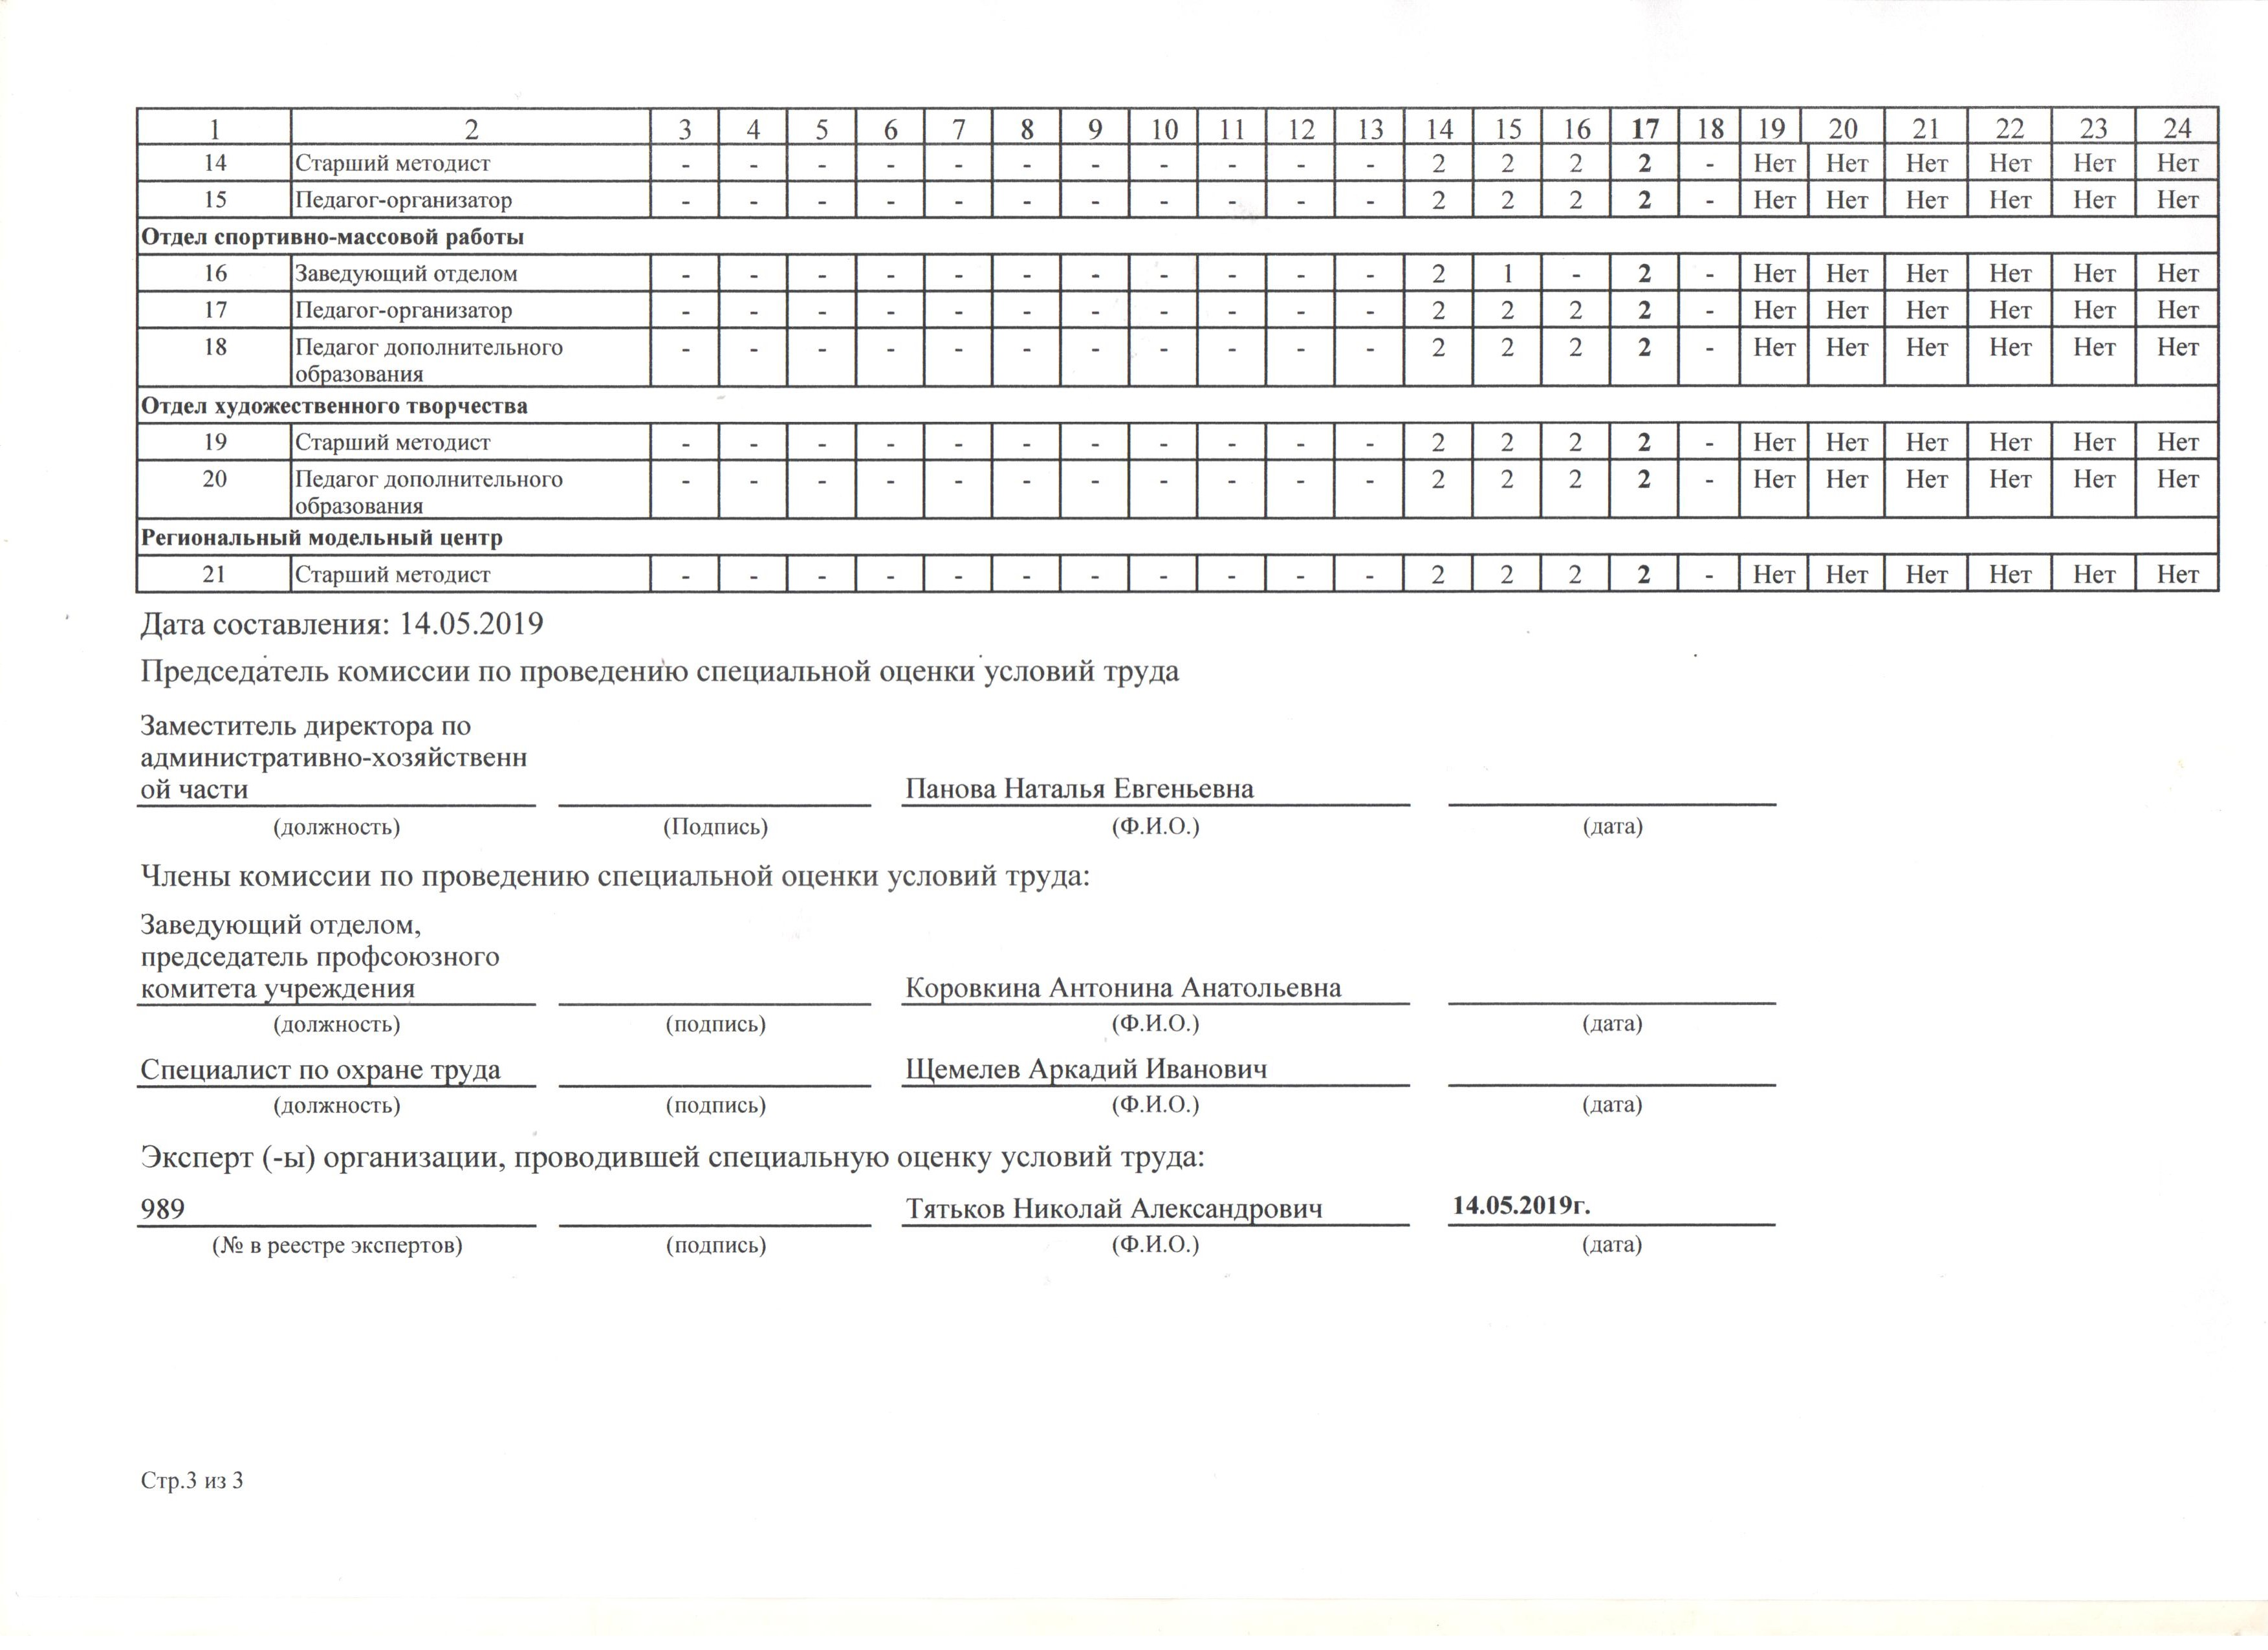 1 2 3 4 5 6 7 8 9 10 11 12 13 14 15 16 17 18 19 20 21 22 23 24
14 Старший методист - - - - - - - - - - - 2 2 2 2 - Нет Нет Нет Нет Нет Нет
15 Педагог-организатор - - - - - - - - - - - 2 2 2 2 - Нет Нет Нет Нет Нет Нет
Отдел спортивно-массовой работы
16 Заведующий отделом - - - - - - - - - - - 2 1 - 2 - Нет Нет Нет Нет Нет Нет
17 Педагог-организатор - - - - - - - - - - - 2 2 2 2 - Нет Нет Нет Нет Нет Нет
18 Педагог дополнительного - - - - - - - - - - - 2 2 2 2 - Нет Нет Нет Нет Нет Нет
образования
Отдел художественного творчества
19 Старший методист - - - - - - - - - - - 2 2 2 2 - Нет Нет Нет Нет Нет Нет
20 Педагог дополнительного - - - - - - - - - - - 2 2 2 2 - Нет Нет Нет Нет Нет Нет
образования
Региональный модельный центр
21 Старший методист - - - - - - - - - - - 2 2 2 2 - Нет Нет Нет Нет Нет Нет
Дата составления: 14.05.2019
Председатель комиссии по проведению специальной оценки условий труда
Заместитель директора по
административно-хозяйственн
ой части Панова Наталья Евгеньевна
(должность) (Подпись) (Ф.И.О.) (дата)
Члены комиссии по проведению специальной оценки условий труда:
Заведующий отделом,
председатель профсоюзного
комитета учреждения Коровкина Антонина Анатольевна
(должность) (подпись) (Ф.И.О.) (дата)
Специалист по охране труда Щемелев Аркадий Иванович
(должность) (подпись) (Ф.И.О.) (дата)
Эксперт (-ы) организации, проводившей специальную оценку условий труда:
989 Тятьков Николай Александрович 14.05.2019г.
(№ в реестре экспертов) (подпись) (Ф.И.О.) (дата)
Стр.3 из 3